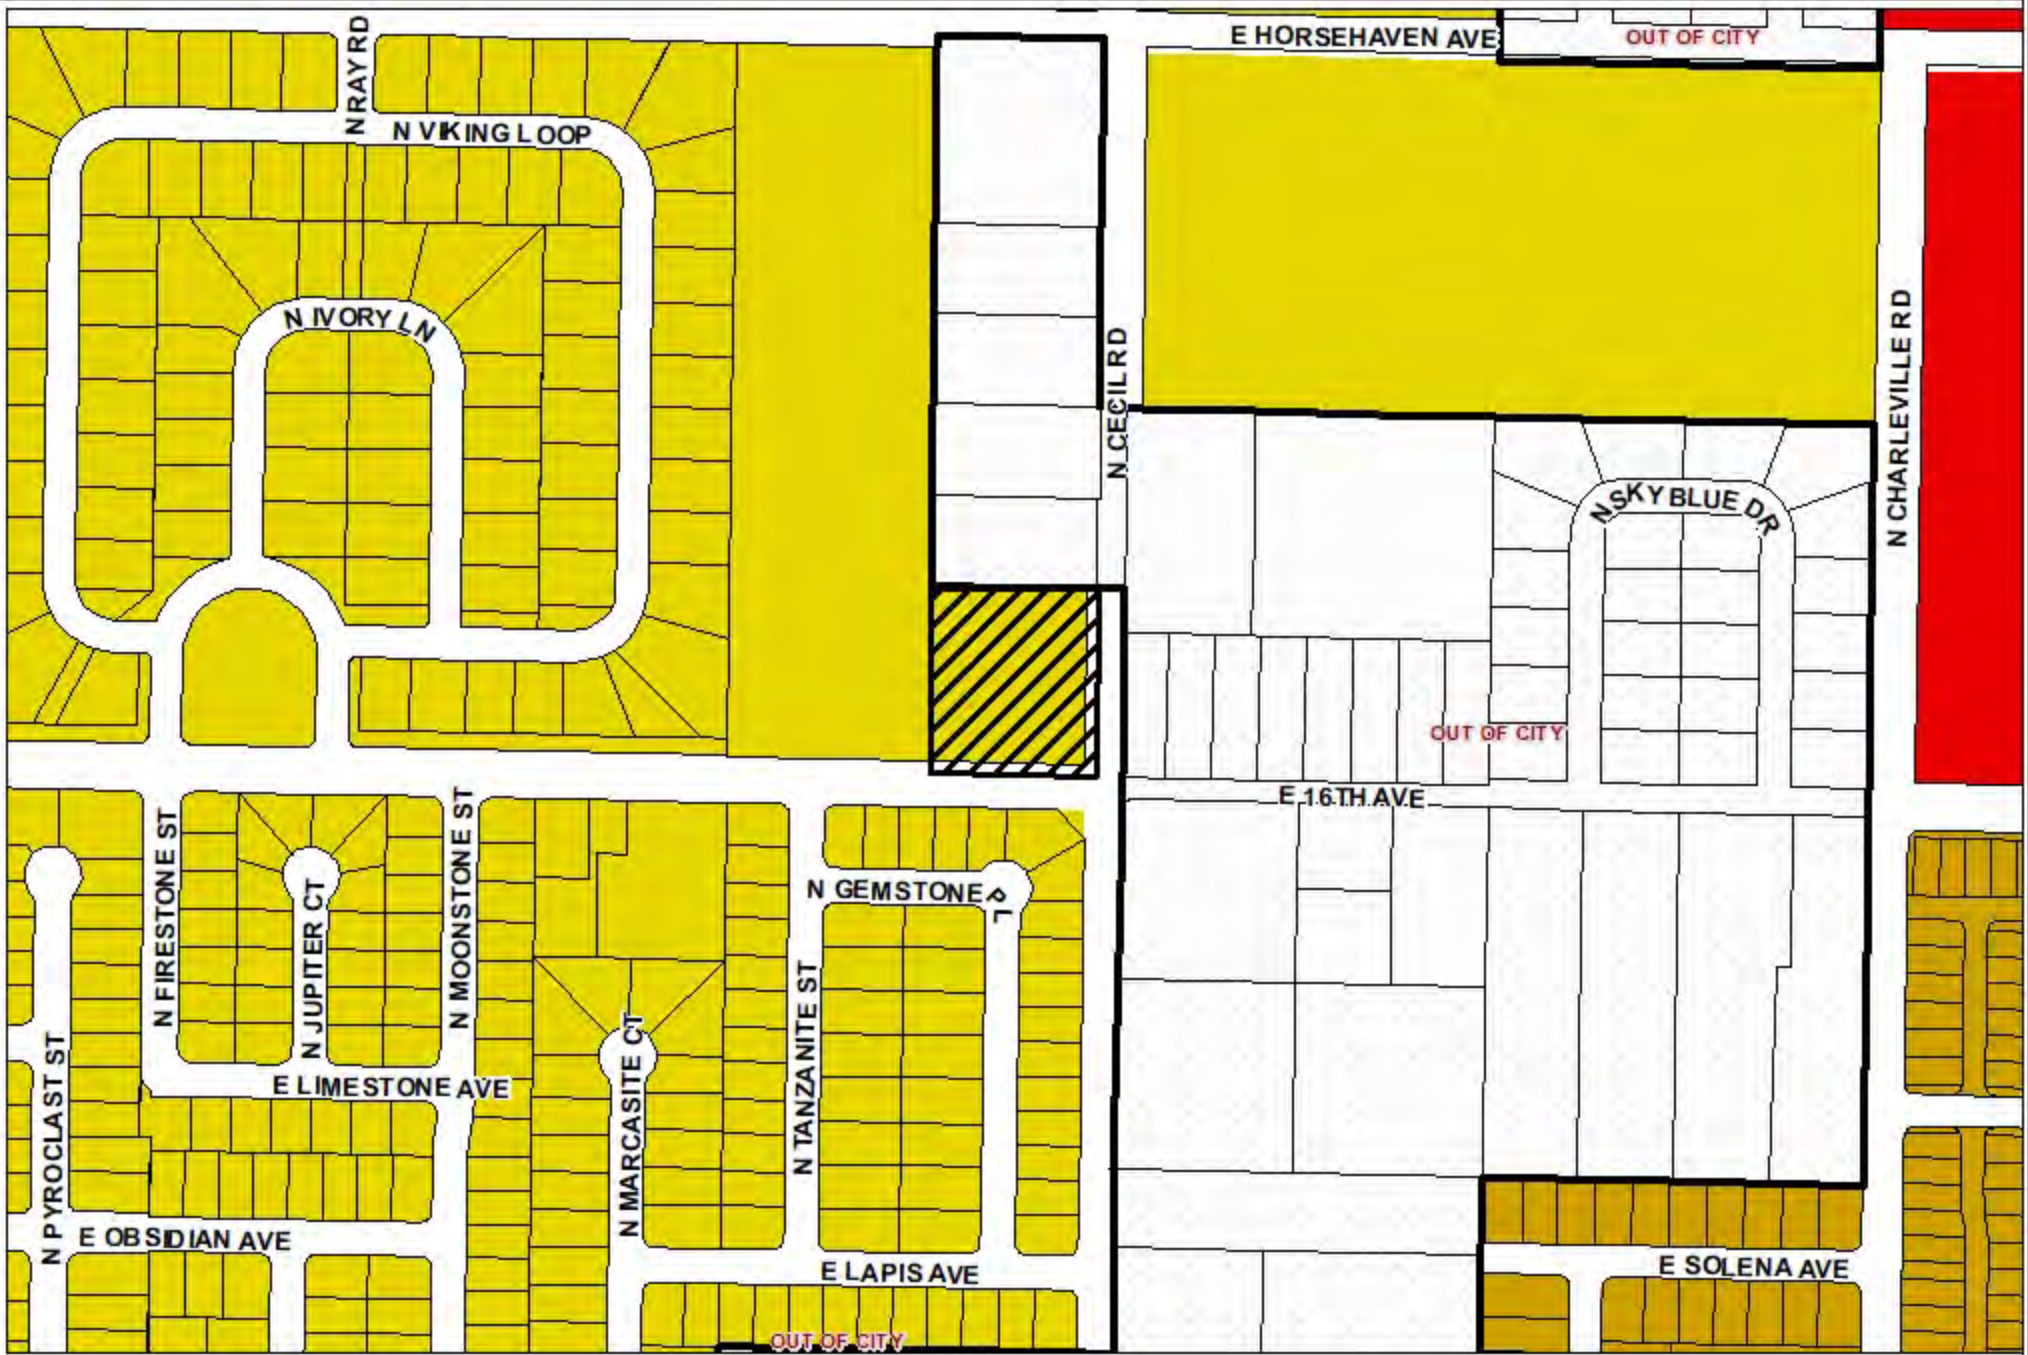 N RAY RD
E HORSEHAVEN AVE
OUT OF CITY
N VIKING LOOP
N IVORY LN
N CECIL RD
N CHARLEVILLE RD
N SKY BLUE DR
OUT OF CITY
E 16TH AVE
N FIRESTONE ST
N JUPITER CT
N MOONSTONE ST
N GEMSTONE PL
N TANZANITE ST
N MARCASITE CT
N PYROCLAST ST
E LIMESTONE AVE
E OBSIDIAN AVE
E LAPIS AVE
E SOLENA AVE
OUT OF CITY